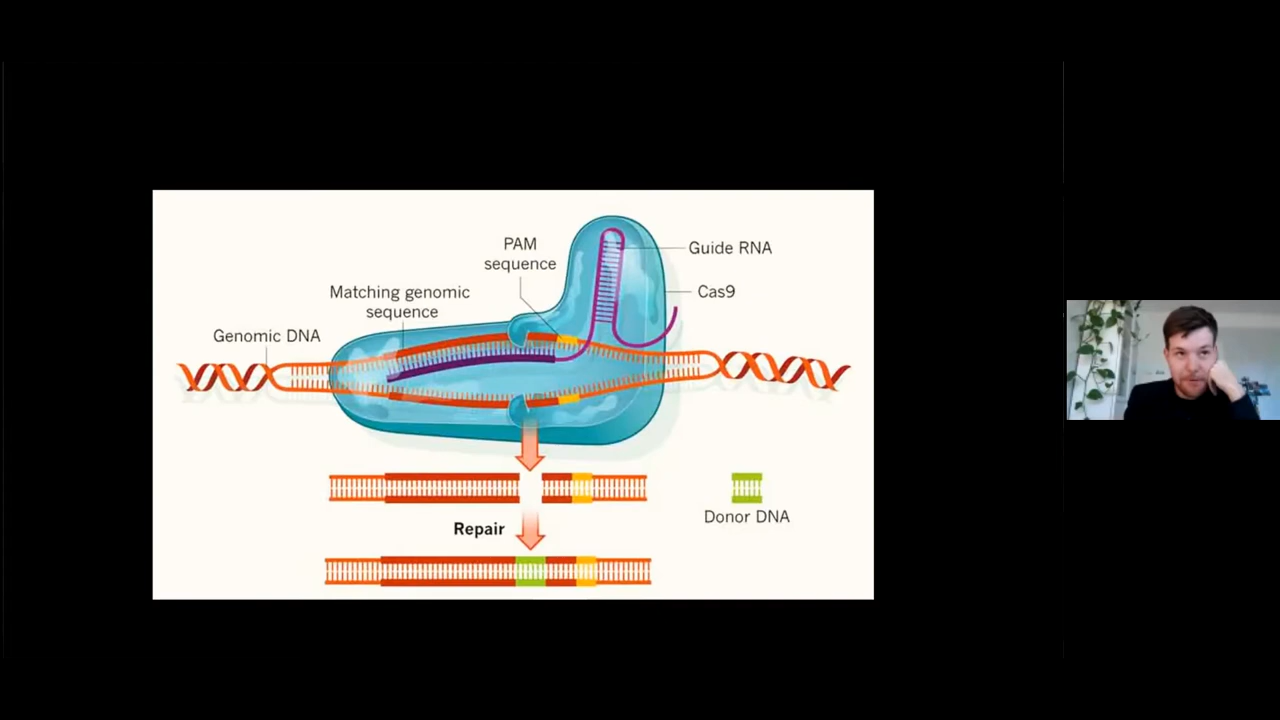 PAM
sequence
Guide RNA
Matching genomic
sequence
Cas9
Genomic DNA
Repair
Donor DNA